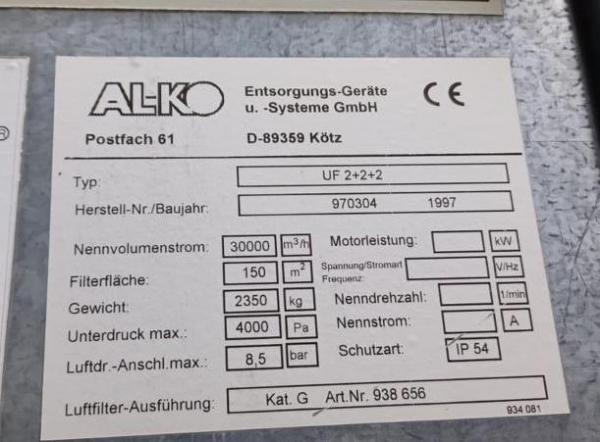 ®
AL-KO Entsorgungs-Geräte CE
u. -Systeme GmbH
Postfach 61 D-89359 Kötz
Typ: UF 2+2+2
Herstell-Nr./Baujahr: 970304 1997
Nennvolumenstrom: 30000 m³/h Motorleistung: kW
Filterfläche: 150 m² Spannung/Stromart V/Hz
Frequenz:
Gewicht: 2350 kg Nenndrehzahl: 1/min
Unterdruck max.: 4000 Pa Nennstrom: A
Luftdr.-Anschl.max.: 8,5 bar Schutzart: IP 54
Luftfilter-Ausführung: Kat. G Art.Nr. 938 656
934 081